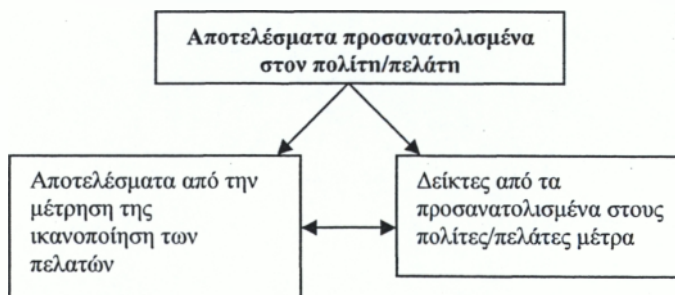 Αποτελέσματα προσανατολισμένα
στον πολίτη/πελάτη
Αποτελέσματα από την
μέτρηση της
ικανοποίηση των
πελατών
Δείκτες από τα
προσανατολισμένα στους
πολίτες/πελάτες μέτρα